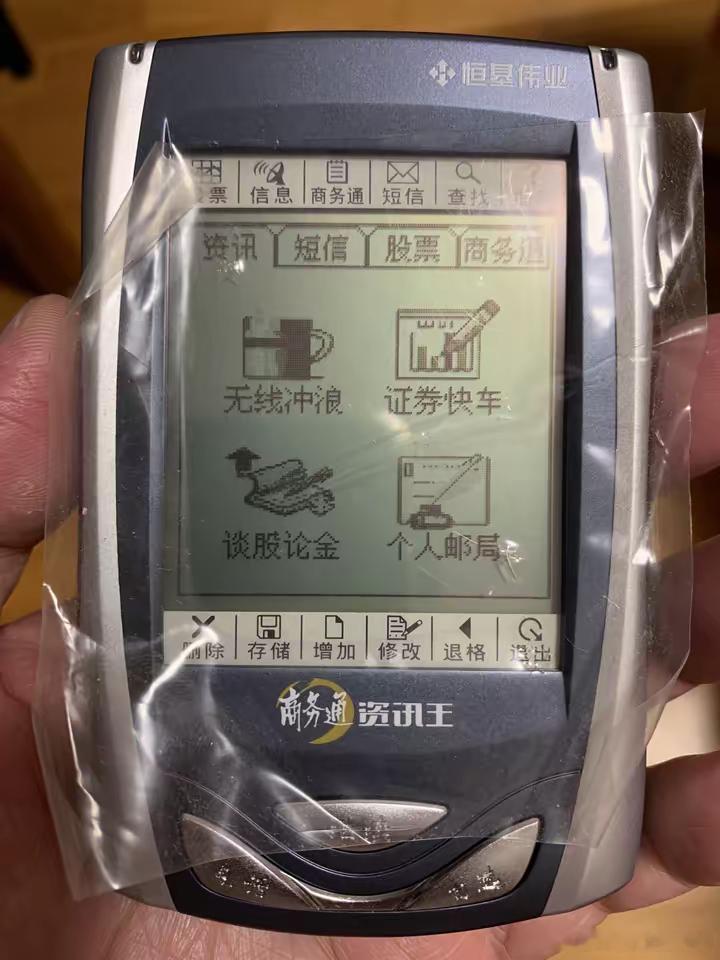 恒基伟业
股票 信息 商务通 短信 查找
资讯 短信 股票 商务通
无线冲浪 证券快车
谈股论金 个人邮局
删除 存储 增加 修改 退格 退出
商务通 资讯王